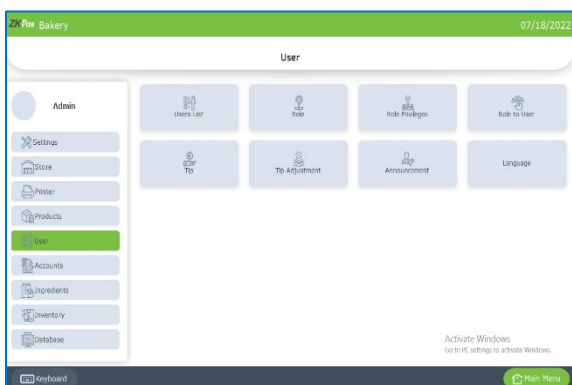 ZKPos Bakery
07/18/2022
User
Admin
Users List
Role
Role Privileges
Role to User
Settings
Store
Tip
Tip Adjustment
Announcement
Language
Printer
Products
User
Accounts
Ingredients
Inventory
Database
Activate Windows
Go to PC settings to activate Windows.
Keyboard
Main Menu